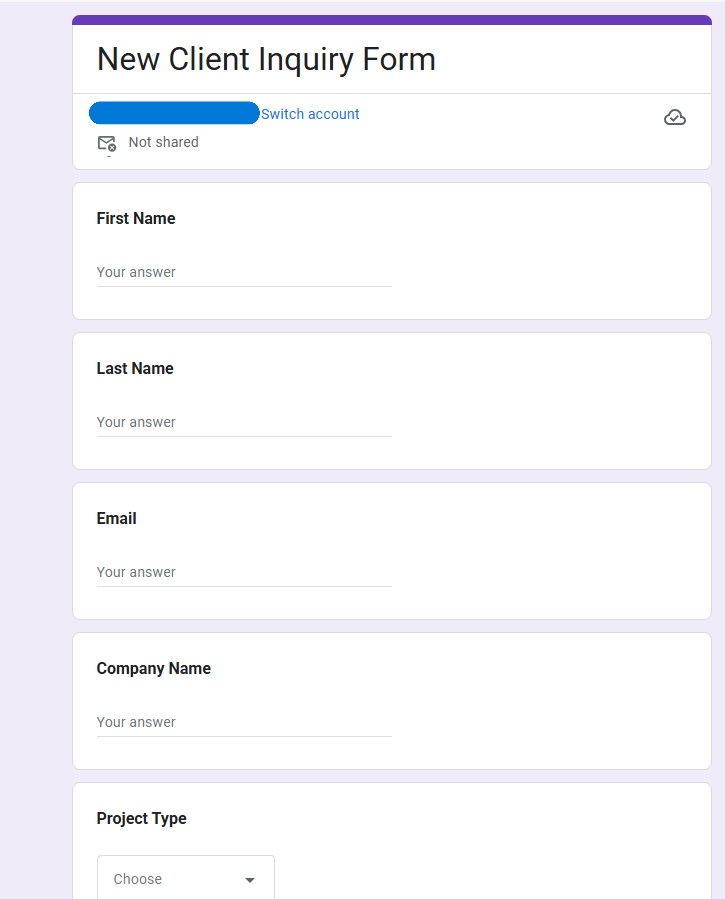 New Client Inquiry Form
Switch account
Not shared
First Name
Your answer
Last Name
Your answer
Email
Your answer
Company Name
Your answer
Project Type
Choose